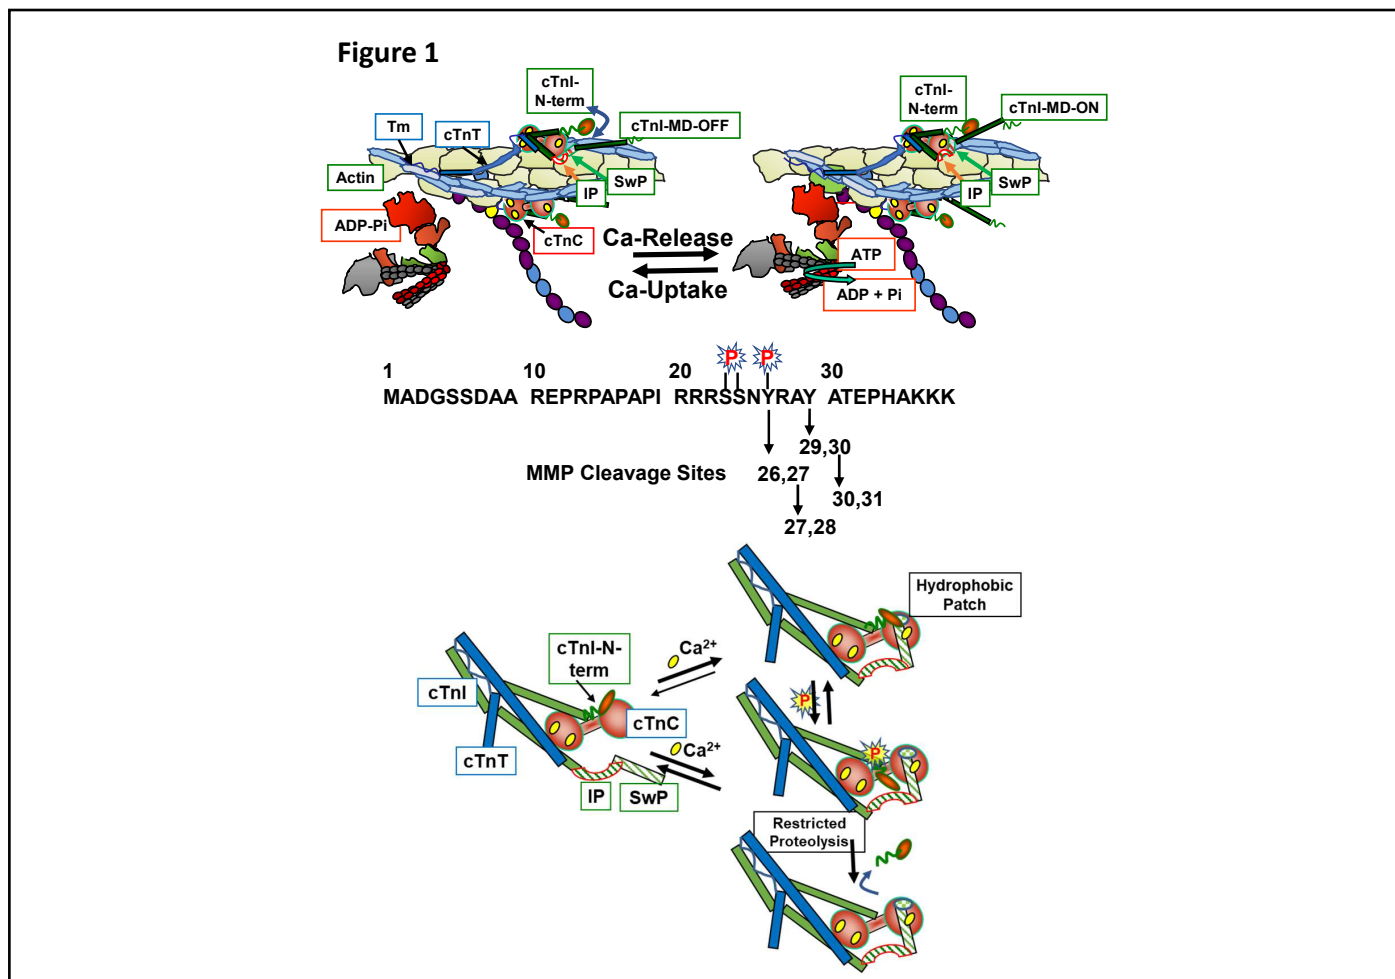 Figure 1
cTnI-
N-term
cTnI-MD-OFF
Tm
cTnT
Actin
SwP
IP
ADP-Pi
cTnC
Ca-Release
Ca-Uptake
cTnI-
N-term
cTnI-MD-ON
SwP
IP
ATP
ADP + Pi
P P
1 10 20 30
MADGSSDAA REPRPAPAPI RRRSSNYRAY ATEPHAKKK
29,30
MMP Cleavage Sites 26,27
30,31
27,28
Hydrophobic
Patch
cTnI-N-
term
Ca2+
cTnI
cTnC
cTnT
Ca2+
IP
SwP
P
P
Restricted
Proteolysis